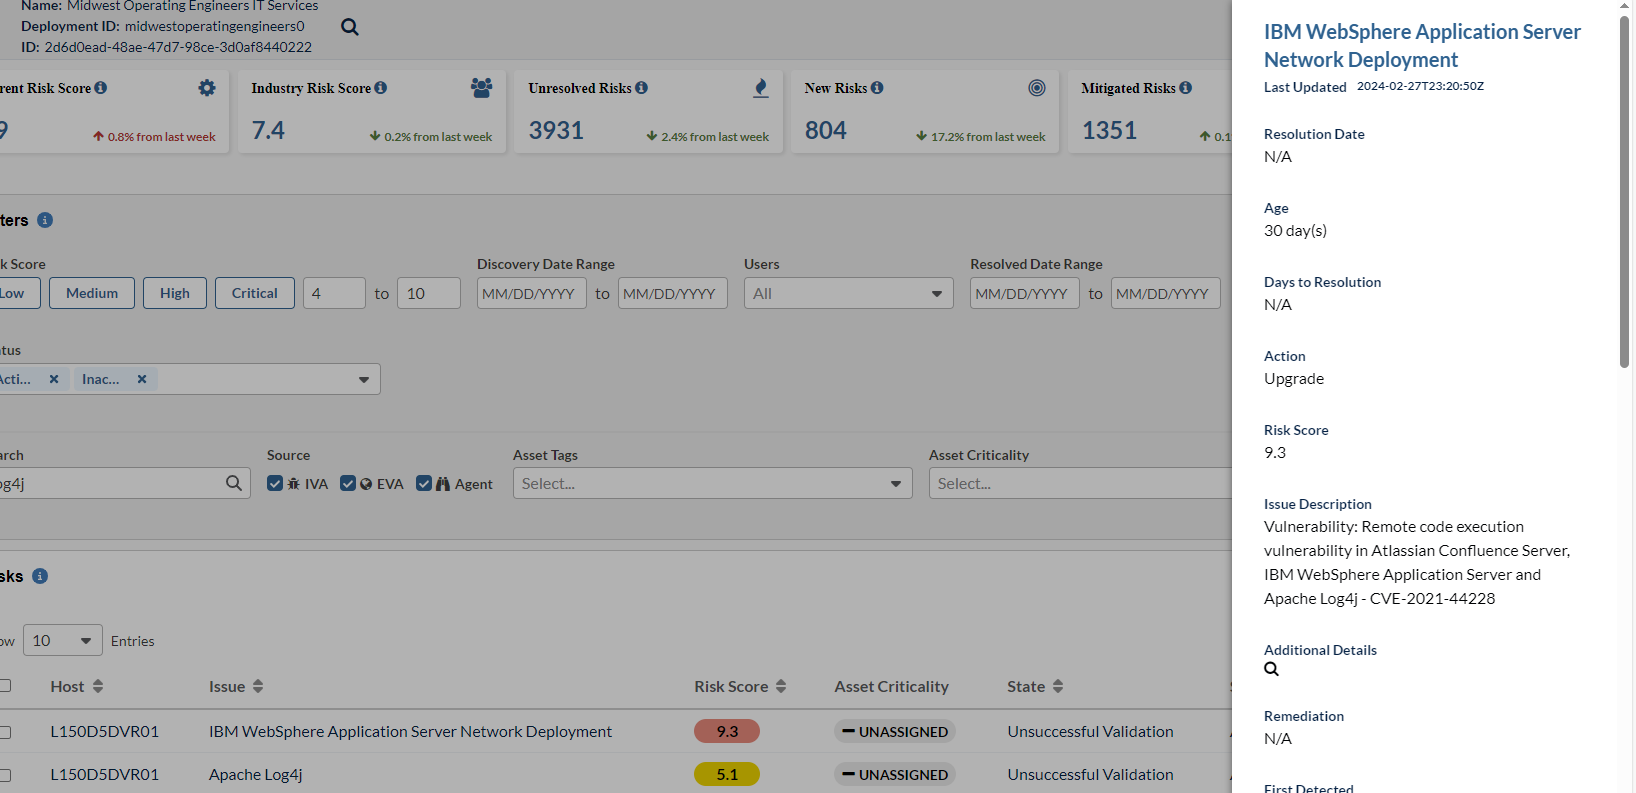 Name: Midwest Operating Engineers IT Services
Deployment ID: midwestoperatingengineers0
ID: 2d6d0ead-48ae-47d7-98ce-3d0af8440222
rent Risk Score
9
0.8% from last week
Industry Risk Score
7.4
0.2% from last week
Unresolved Risks
3931
2.4% from last week
New Risks
804
17.2% from last week
Mitigated Risks
1351
0.1
ters
k Score
Low
Medium
High
Critical
4
to
10
Discovery Date Range
MM/DD/YYYY
to
MM/DD/YYYY
Users
All
Resolved Date Range
MM/DD/YYYY
to
MM/DD/YYYY
atus
Acti... ×
Inac... ×
arch
og4j
Source
IVA
EVA
Agent
Asset Tags
Select...
Asset Criticality
Select...
sks
ow
10
Entries
Host
Issue
Risk Score
Asset Criticality
State
L150D5DVR01
IBM WebSphere Application Server Network Deployment
9.3
UNASSIGNED
Unsuccessful Validation
L150D5DVR01
Apache Log4j
5.1
UNASSIGNED
Unsuccessful Validation
IBM WebSphere Application Server
Network Deployment
Last Updated 2024-02-27T23:20:50Z
Resolution Date
N/A
Age
30 day(s)
Days to Resolution
N/A
Action
Upgrade
Risk Score
9.3
Issue Description
Vulnerability: Remote code execution
vulnerability in Atlassian Confluence Server,
IBM WebSphere Application Server and
Apache Log4j - CVE-2021-44228
Additional Details
Remediation
N/A
First Detected